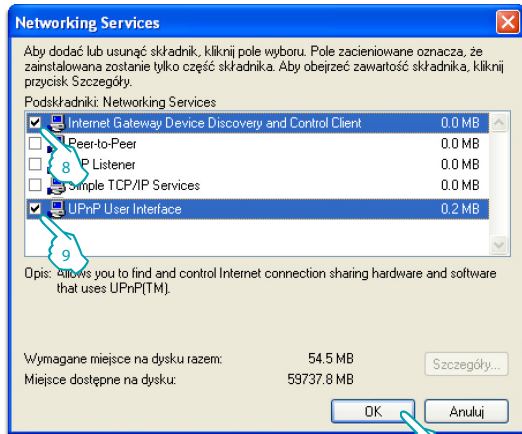 Networking Services
Aby dodać lub usunąć składnik, kliknij pole wyboru. Pole zacieniowane oznacza, że
zainstalowana zostanie tylko część składnika. Aby obejrzeć zawartość składnika, kliknij
przycisk Szczegóły.
Podskładniki: Networking Services
Internet Gateway Device Discovery and Control Client 0.0 MB
Peer-to-Peer 0.0 MB
8
Listener 0.0 MB
Simple TCP/IP Services 0.0 MB
UPnP User Interface 0.2 MB
9
Opis: Allows you to find and control Internet connection sharing hardware and software
that uses UPnP(TM).
Wymagane miejsce na dysku razem: 54.5 MB
Szczegóły...
Miejsce dostępne na dysku: 59737.8 MB
OK Anuluj